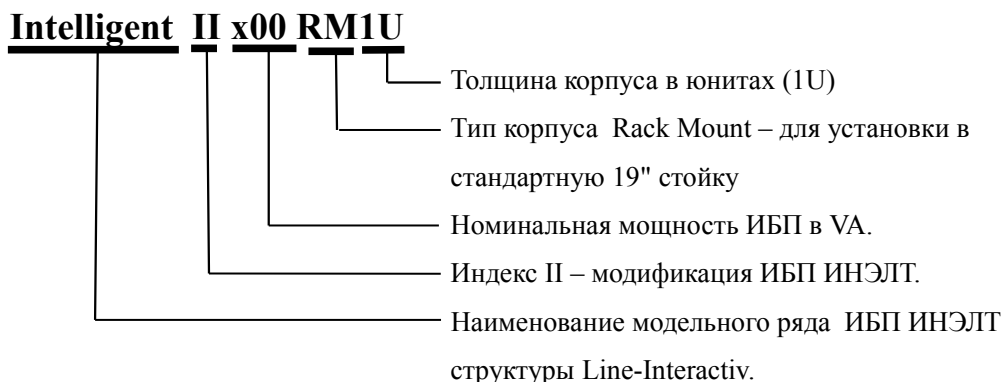 Intelligent II x00 RM1U
Толщина корпуса в юнитах (1U)
Тип корпуса Rack Mount – для установки в
стандартную 19" стойку
Номинальная мощность ИБП в VA.
Индекс II – модификация ИБП ИНЭЛТ.
Наименование модельного ряда ИБП ИНЭЛТ
структуры Line-Interactiv.